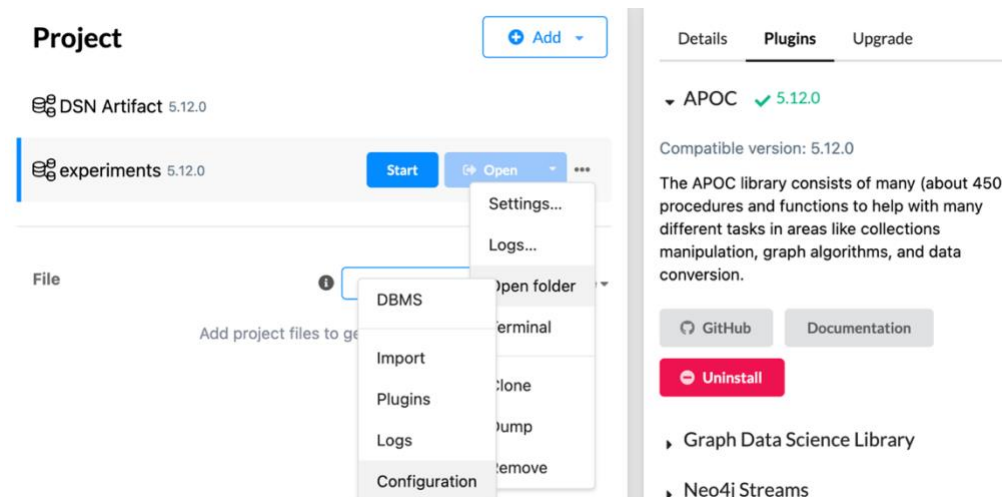 Project
Add
DSN Artifact 5.12.0
experiments 5.12.0
Start
Open
Settings...
Logs...
Open folder
Terminal
Clone
Dump
Remove
File
Add project files to ge
DBMS
Import
Plugins
Logs
Configuration
Details Plugins Upgrade
APOC 5.12.0
Compatible version: 5.12.0
The APOC library consists of many (about 450
procedures and functions to help with many
different tasks in areas like collections
manipulation, graph algorithms, and data
conversion.
GitHub
Documentation
Uninstall
Graph Data Science Library
Neo4j Streams